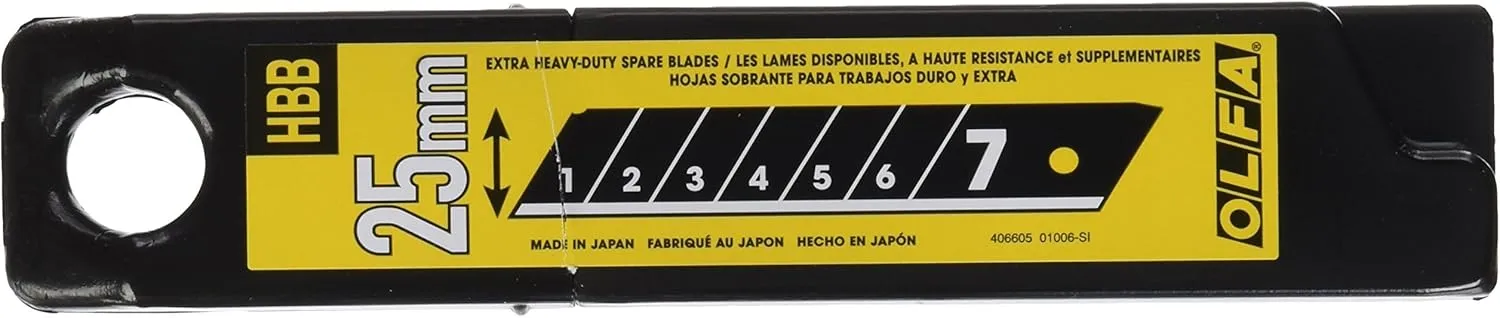 HBB
25mm
EXTRA HEAVY-DUTY SPARE BLADES / LES LAMES DISPONIBLES, A HAUTE RESISTANCE et SUPPLEMENTAIRES
HOJAS SOBRANTE PARA TRABAJOS DURO y EXTRA
1 2 3 4 5 6 7
MADE IN JAPAN FABRIQUÉ AU JAPON HECHO EN JAPÓN
406605 01006-SI
OLFA®